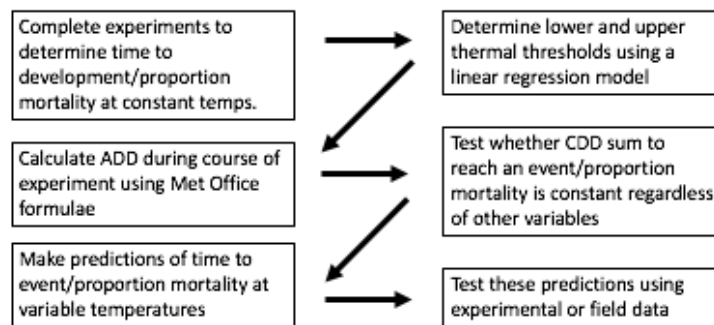 Complete experiments to
determine time to
development/proportion
mortality at constant temps.
Determine lower and upper
thermal thresholds using a
linear regression model
Calculate ADD during course of
experiment using Met Office
formulae
Test whether CDD sum to
reach an event/proportion
mortality is constant regardless
of other variables
Make predictions of time to
event/proportion mortality at
variable temperatures
Test these predictions using
experimental or field data